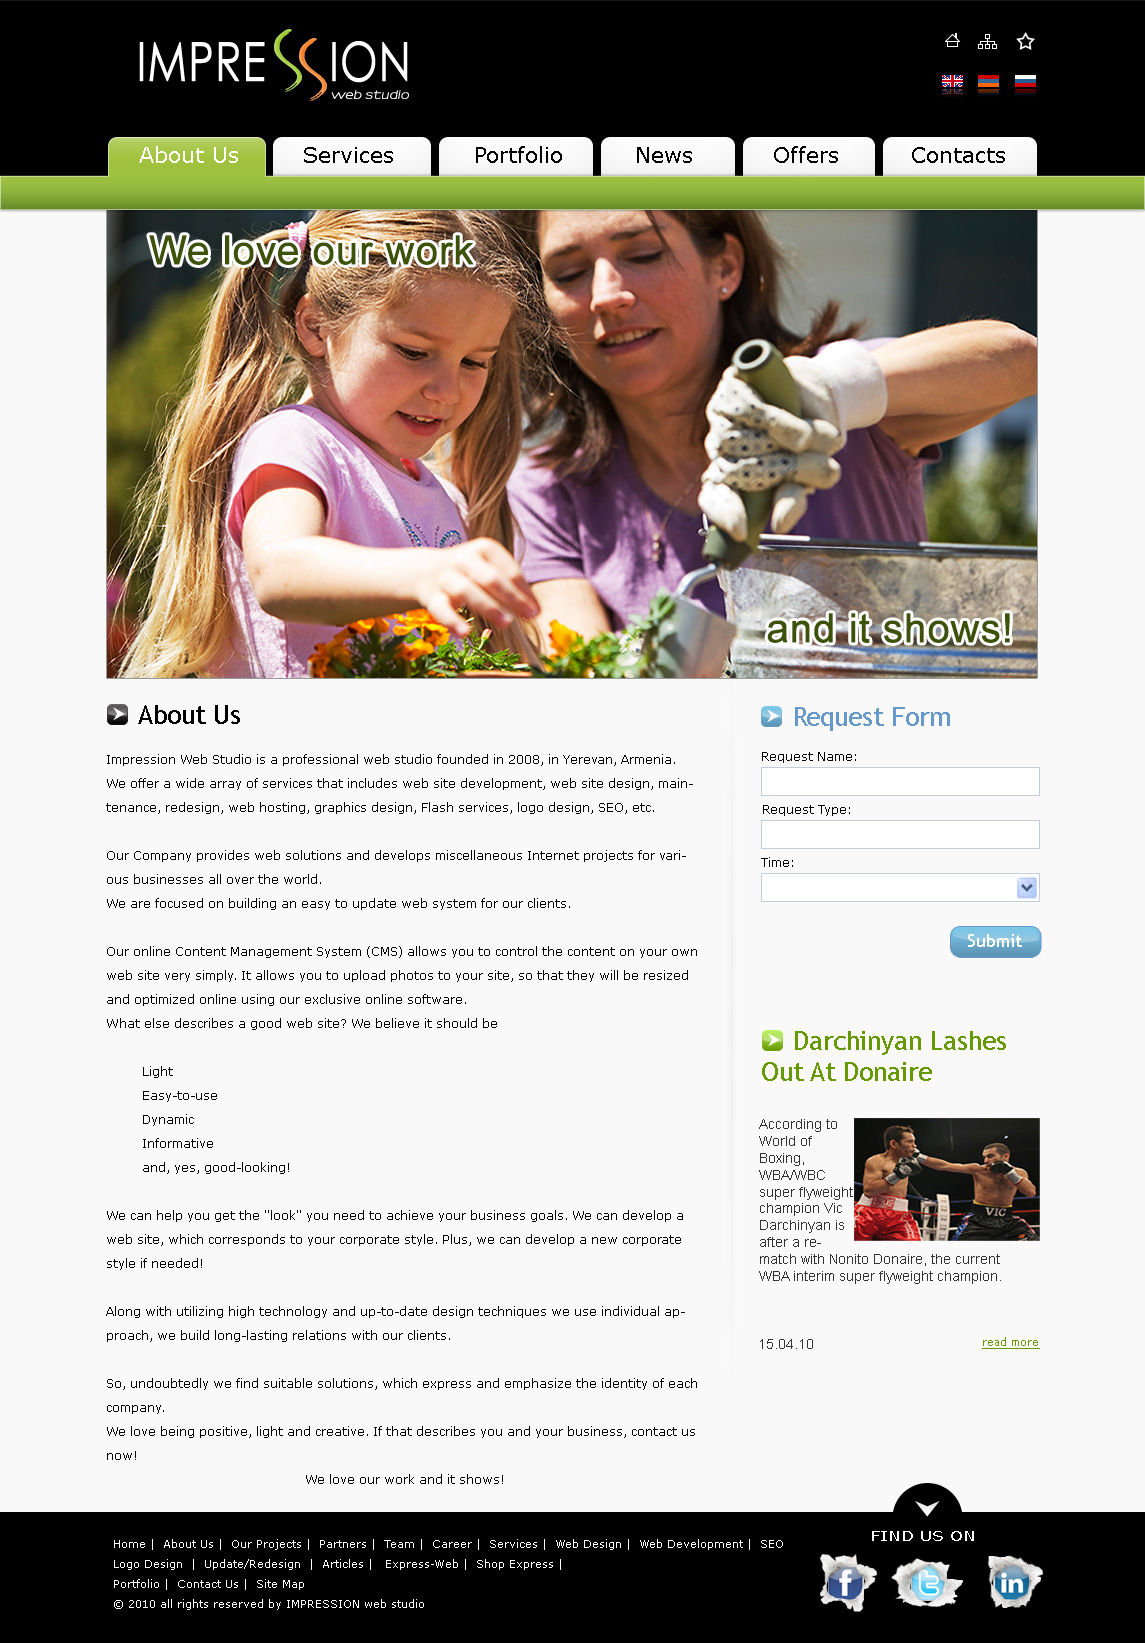 IMPRESSION
web studio
About Us
Services
Portfolio
News
Offers
Contacts
We love our work
and it shows!
About Us
Impression Web Studio is a professional web studio founded in 2008, in Yerevan, Armenia.
We offer a wide array of services that includes web site development, web site design, main-
tenance, redesign, web hosting, graphics design, Flash services, logo design, SEO, etc.
Our Company provides web solutions and develops miscellaneous Internet projects for vari-
ous businesses all over the world.
We are focused on building an easy to update web system for our clients.
Our online Content Management System (CMS) allows you to control the content on your own
web site very simply. It allows you to upload photos to your site, so that they will be resized
and optimized online using our exclusive online software.
What else describes a good web site? We believe it should be
Light
Easy-to-use
Dynamic
Informative
and, yes, good-looking!
We can help you get the "look" you need to achieve your business goals. We can develop a
web site, which corresponds to your corporate style. Plus, we can develop a new corporate
style if needed!
Along with utilizing high technology and up-to-date design techniques we use individual ap-
proach, we build long-lasting relations with our clients.
So, undoubtedly we find suitable solutions, which express and emphasize the identity of each
company.
We love being positive, light and creative. If that describes you and your business, contact us
now!
We love our work and it shows!
Request Form
Request Name:
Request Type:
Time:
Submit
Darchinyan Lashes
Out At Donaire
According to
World of
Boxing,
WBA/WBC
super flyweight
champion Vic
Darchinyan is
after a re-
match with Nonito Donaire, the current
WBA interim super flyweight champion.
VIC
15.04.10
read more
Home | About Us | Our Projects | Partners | Team | Career | Services | Web Design | Web Development | SEO
Logo Design | Update/Redesign | Articles | Express-Web | Shop Express |
Portfolio | Contact Us | Site Map
© 2010 all rights reserved by IMPRESSION web studio
FIND US ON
f
t
in